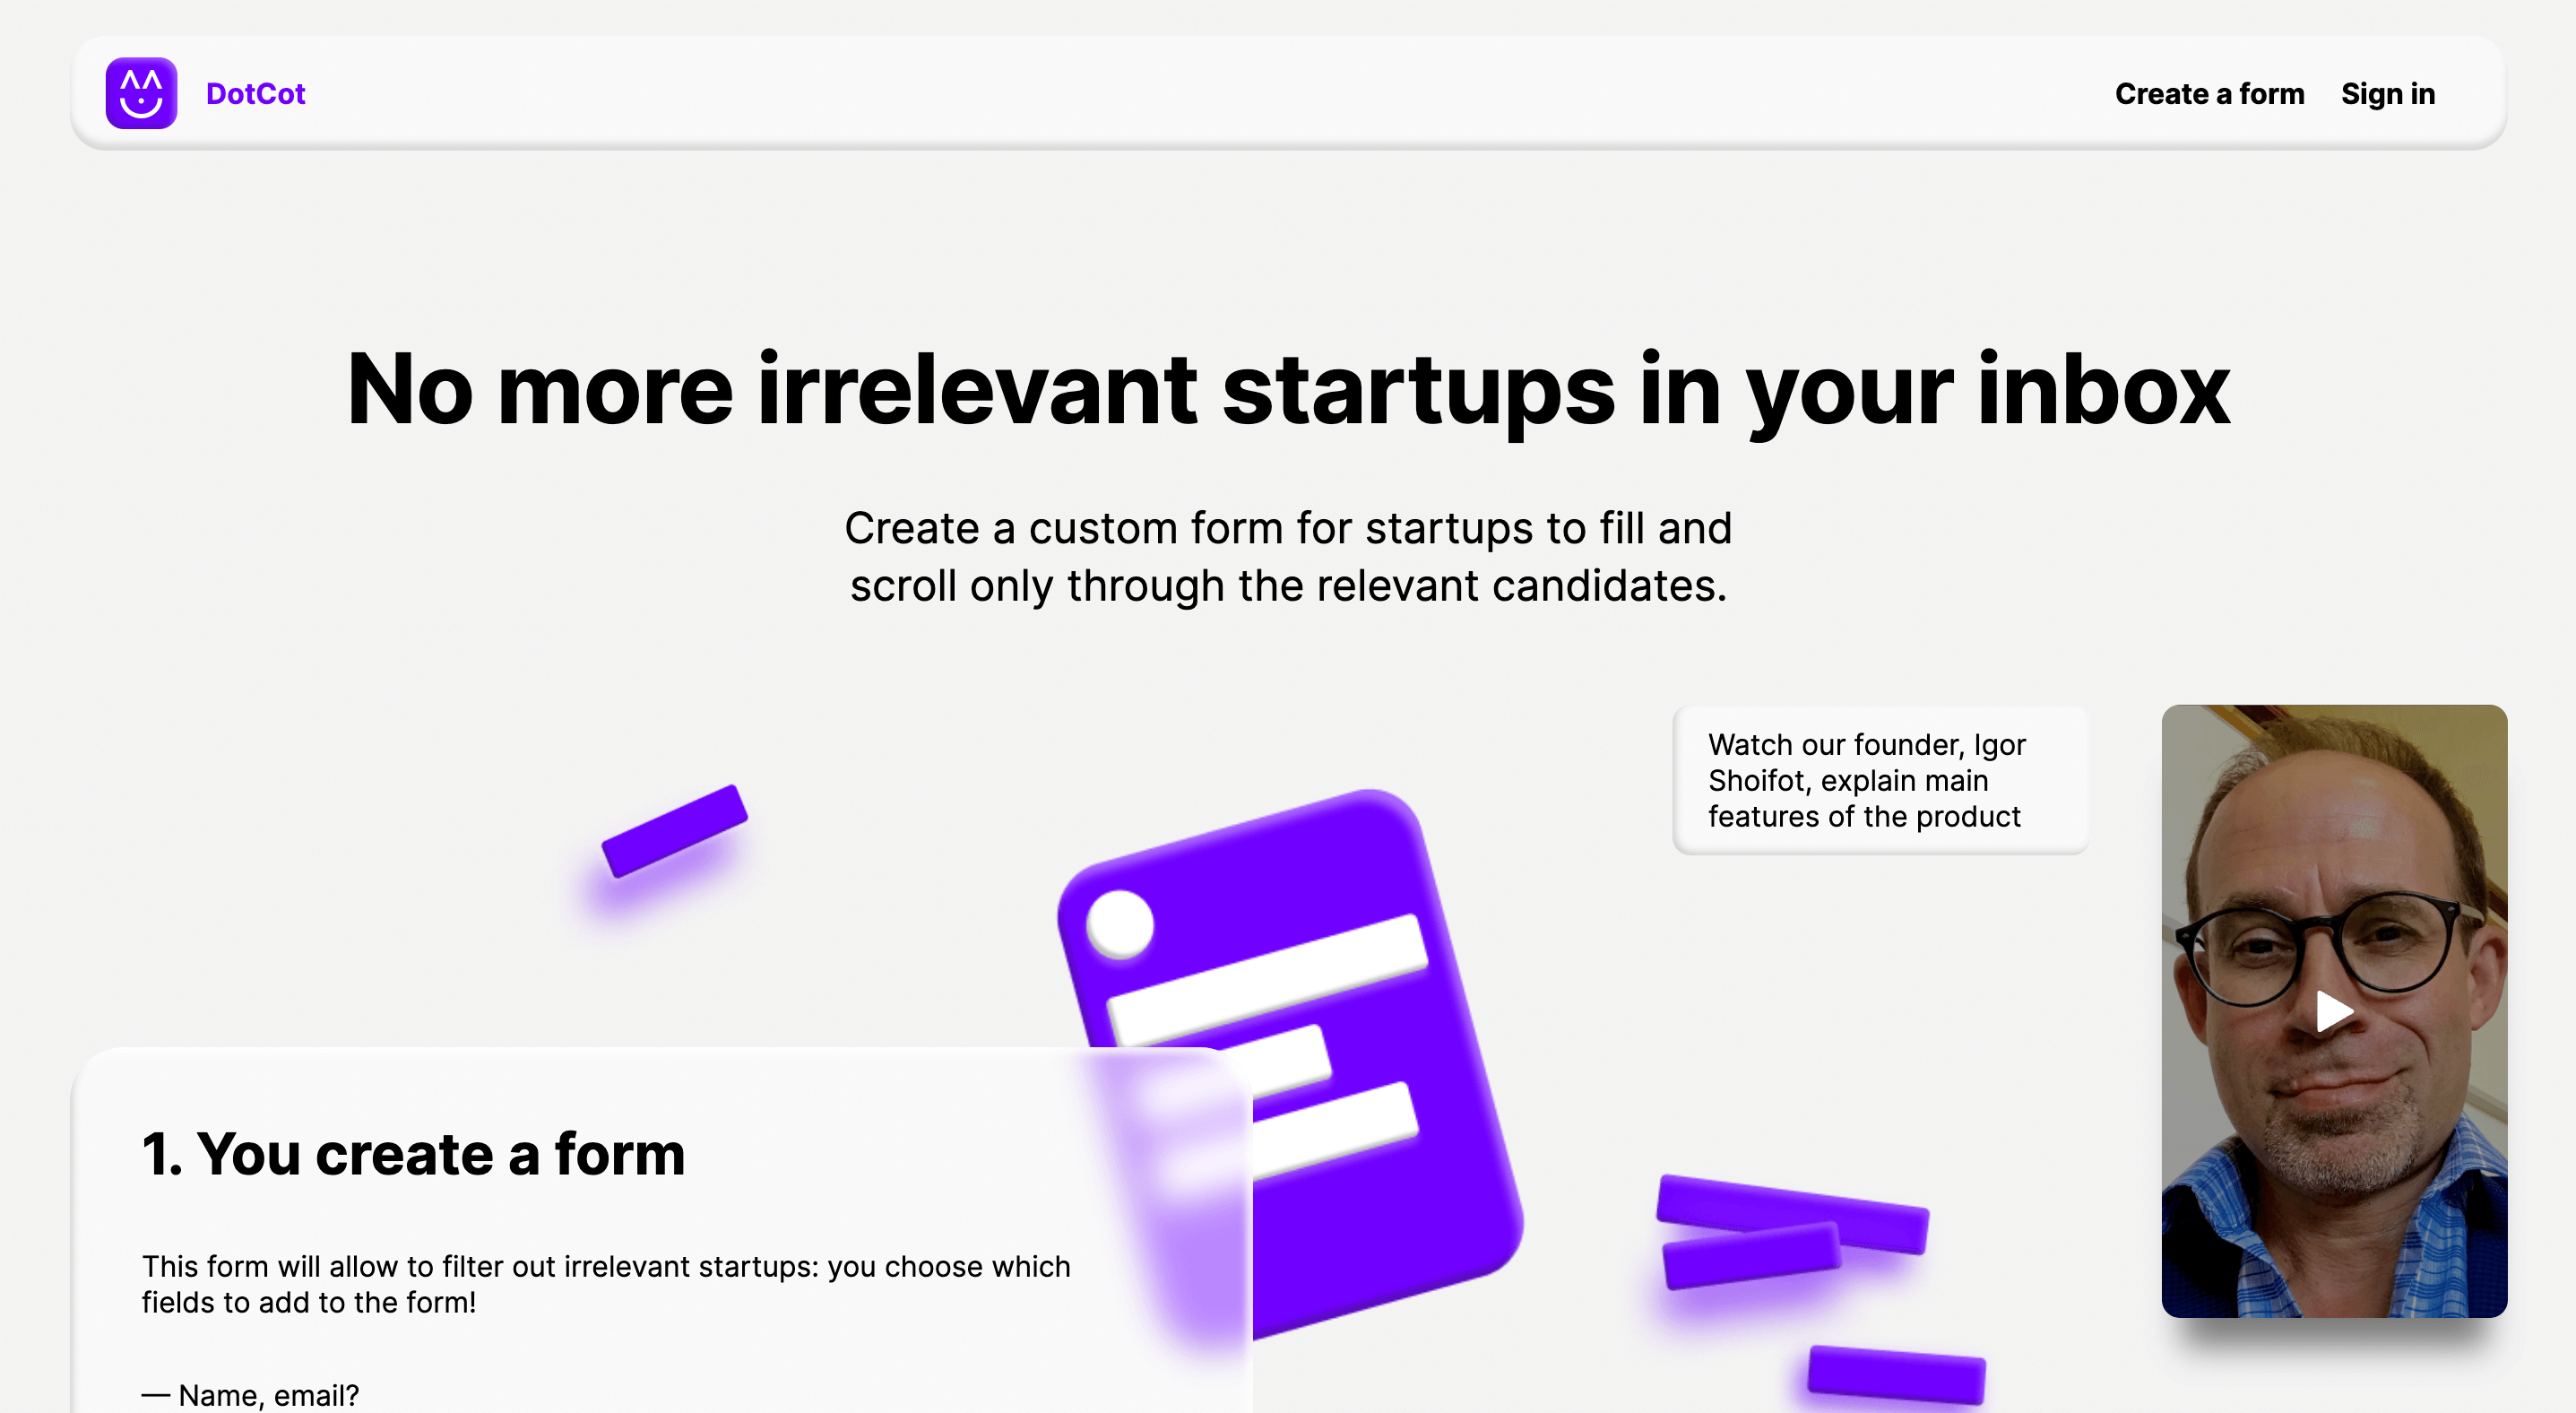 DotCot
Create a form
Sign in
No more irrelevant startups in your inbox
Create a custom form for startups to fill and
scroll only through the relevant candidates.
Watch our founder, Igor
Shoifot, explain main
features of the product
1. You create a form
This form will allow to filter out irrelevant startups: you choose which
fields to add to the form!
— Name, email?